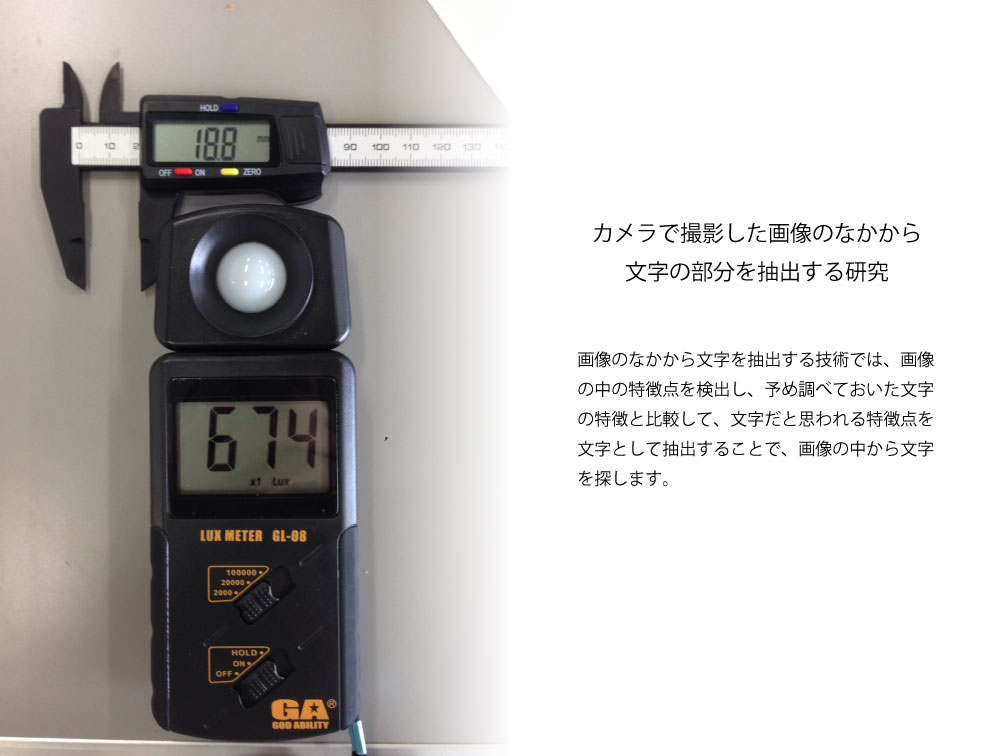 HOLD
18.8 mm
0 10 2 90 100 110 120 130
OFF ON ZERO
674
x1 Lux
LUX METER GL-08
100000
20000
2000
HOLD
ON
OFF
GA®
GOD ABILITY
カメラで撮影した画像のなかから
文字の部分を抽出する研究
画像のなかから文字を抽出する技術では、画像
の中の特徴点を検出し、予め調べておいた文字
の特徴と比較して、文字だと思われる特徴点を
文字として抽出することで、画像の中から文字
を探します。